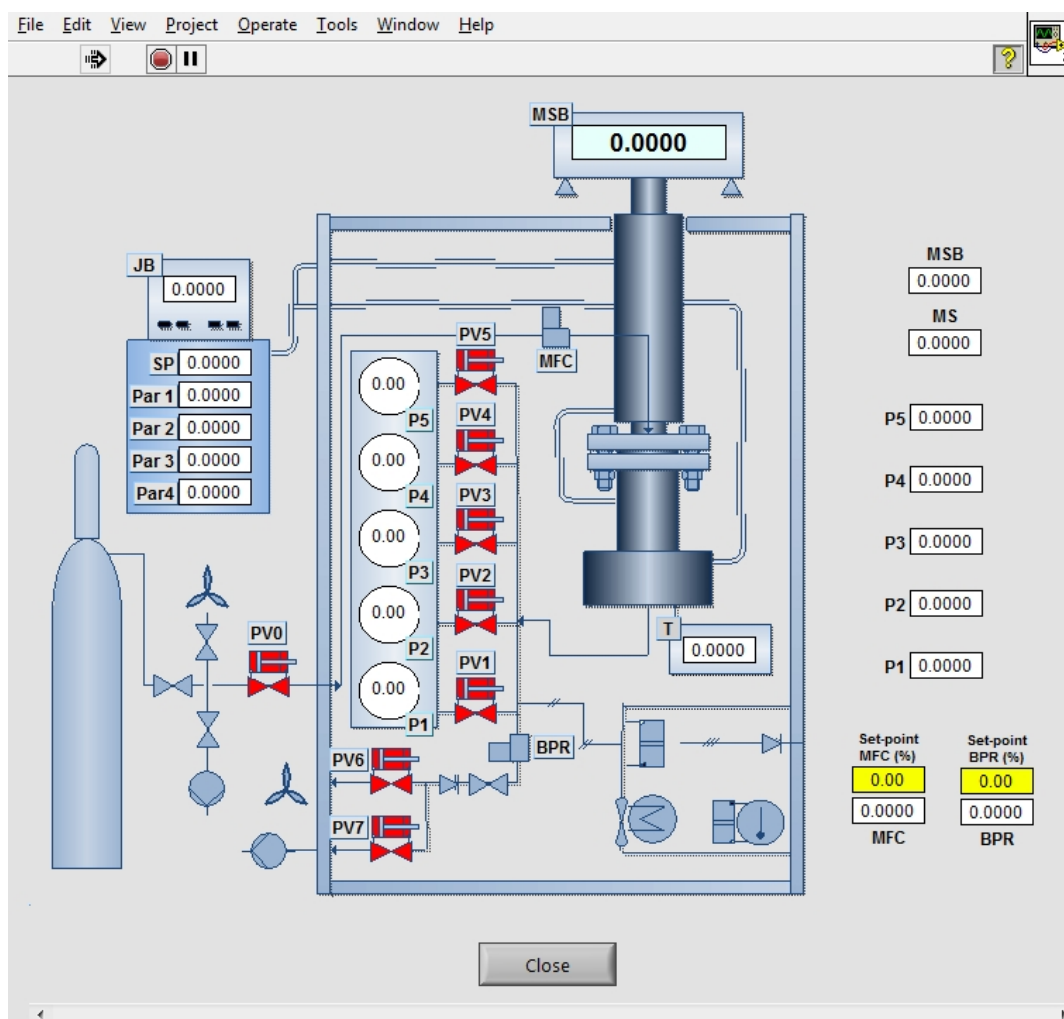 File Edit View Project Operate Tools Window Help
?
MSB
0.0000
JB
0.0000
SP 0.0000
Par 1 0.0000
Par 2 0.0000
Par 3 0.0000
Par4 0.0000
PV5
MFC
0.00
P5
PV4
0.00
P4
PV3
0.00
P3
PV2
0.00
P2
PV1
0.00
P1
PV0
T
0.0000
BPR
PV6
PV7
MSB
0.0000
MS
0.0000
P5 0.0000
P4 0.0000
P3 0.0000
P2 0.0000
P1 0.0000
Set-point
MFC (%)
0.00
0.0000
MFC
Set-point
BPR (%)
0.00
0.0000
BPR
Close